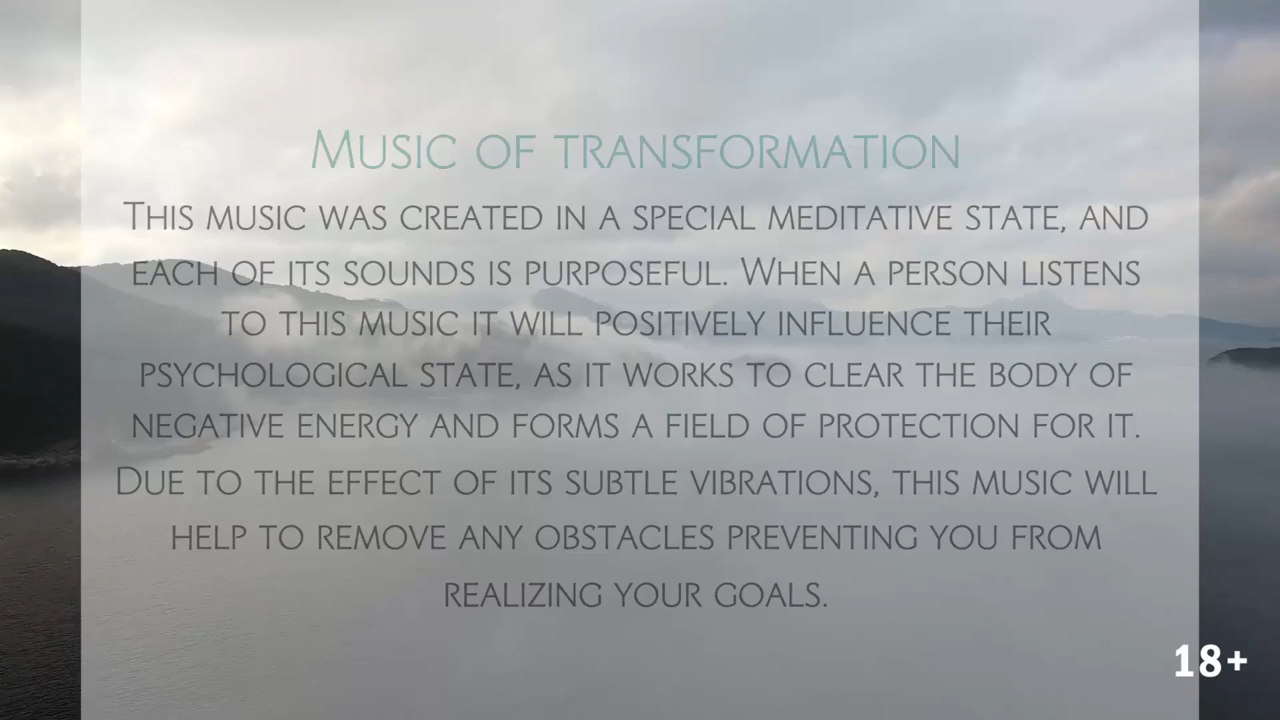 Music of transformation
This music was created in a special meditative state, and
each of its sounds is purposeful. When a person listens
to this music it will positively influence their
psychological state, as it works to clear the body of
negative energy and forms a field of protection for it.
Due to the effect of its subtle vibrations, this music will
help to remove any obstacles preventing you from
realizing your goals.
18+